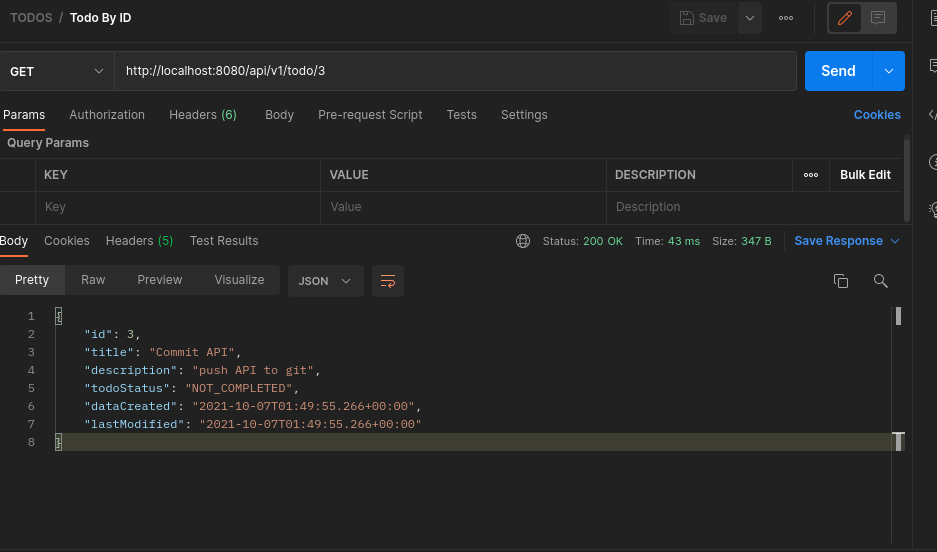 TODOS / Todo By ID
Save
GET http://localhost:8080/api/v1/todo/3 Send
Params Authorization Headers (6) Body Pre-request Script Tests Settings Cookies
Query Params
KEY VALUE DESCRIPTION Bulk Edit
Key Value Description
Body Cookies Headers (5) Test Results Status: 200 OK Time: 43 ms Size: 347 B Save Response
Pretty Raw Preview Visualize JSON
1 {
2 "id": 3,
3 "title": "Commit API",
4 "description": "push API to git",
5 "todoStatus": "NOT_COMPLETED",
6 "dataCreated": "2021-10-07T01:49:55.266+00:00",
7 "lastModified": "2021-10-07T01:49:55.266+00:00"
8 }